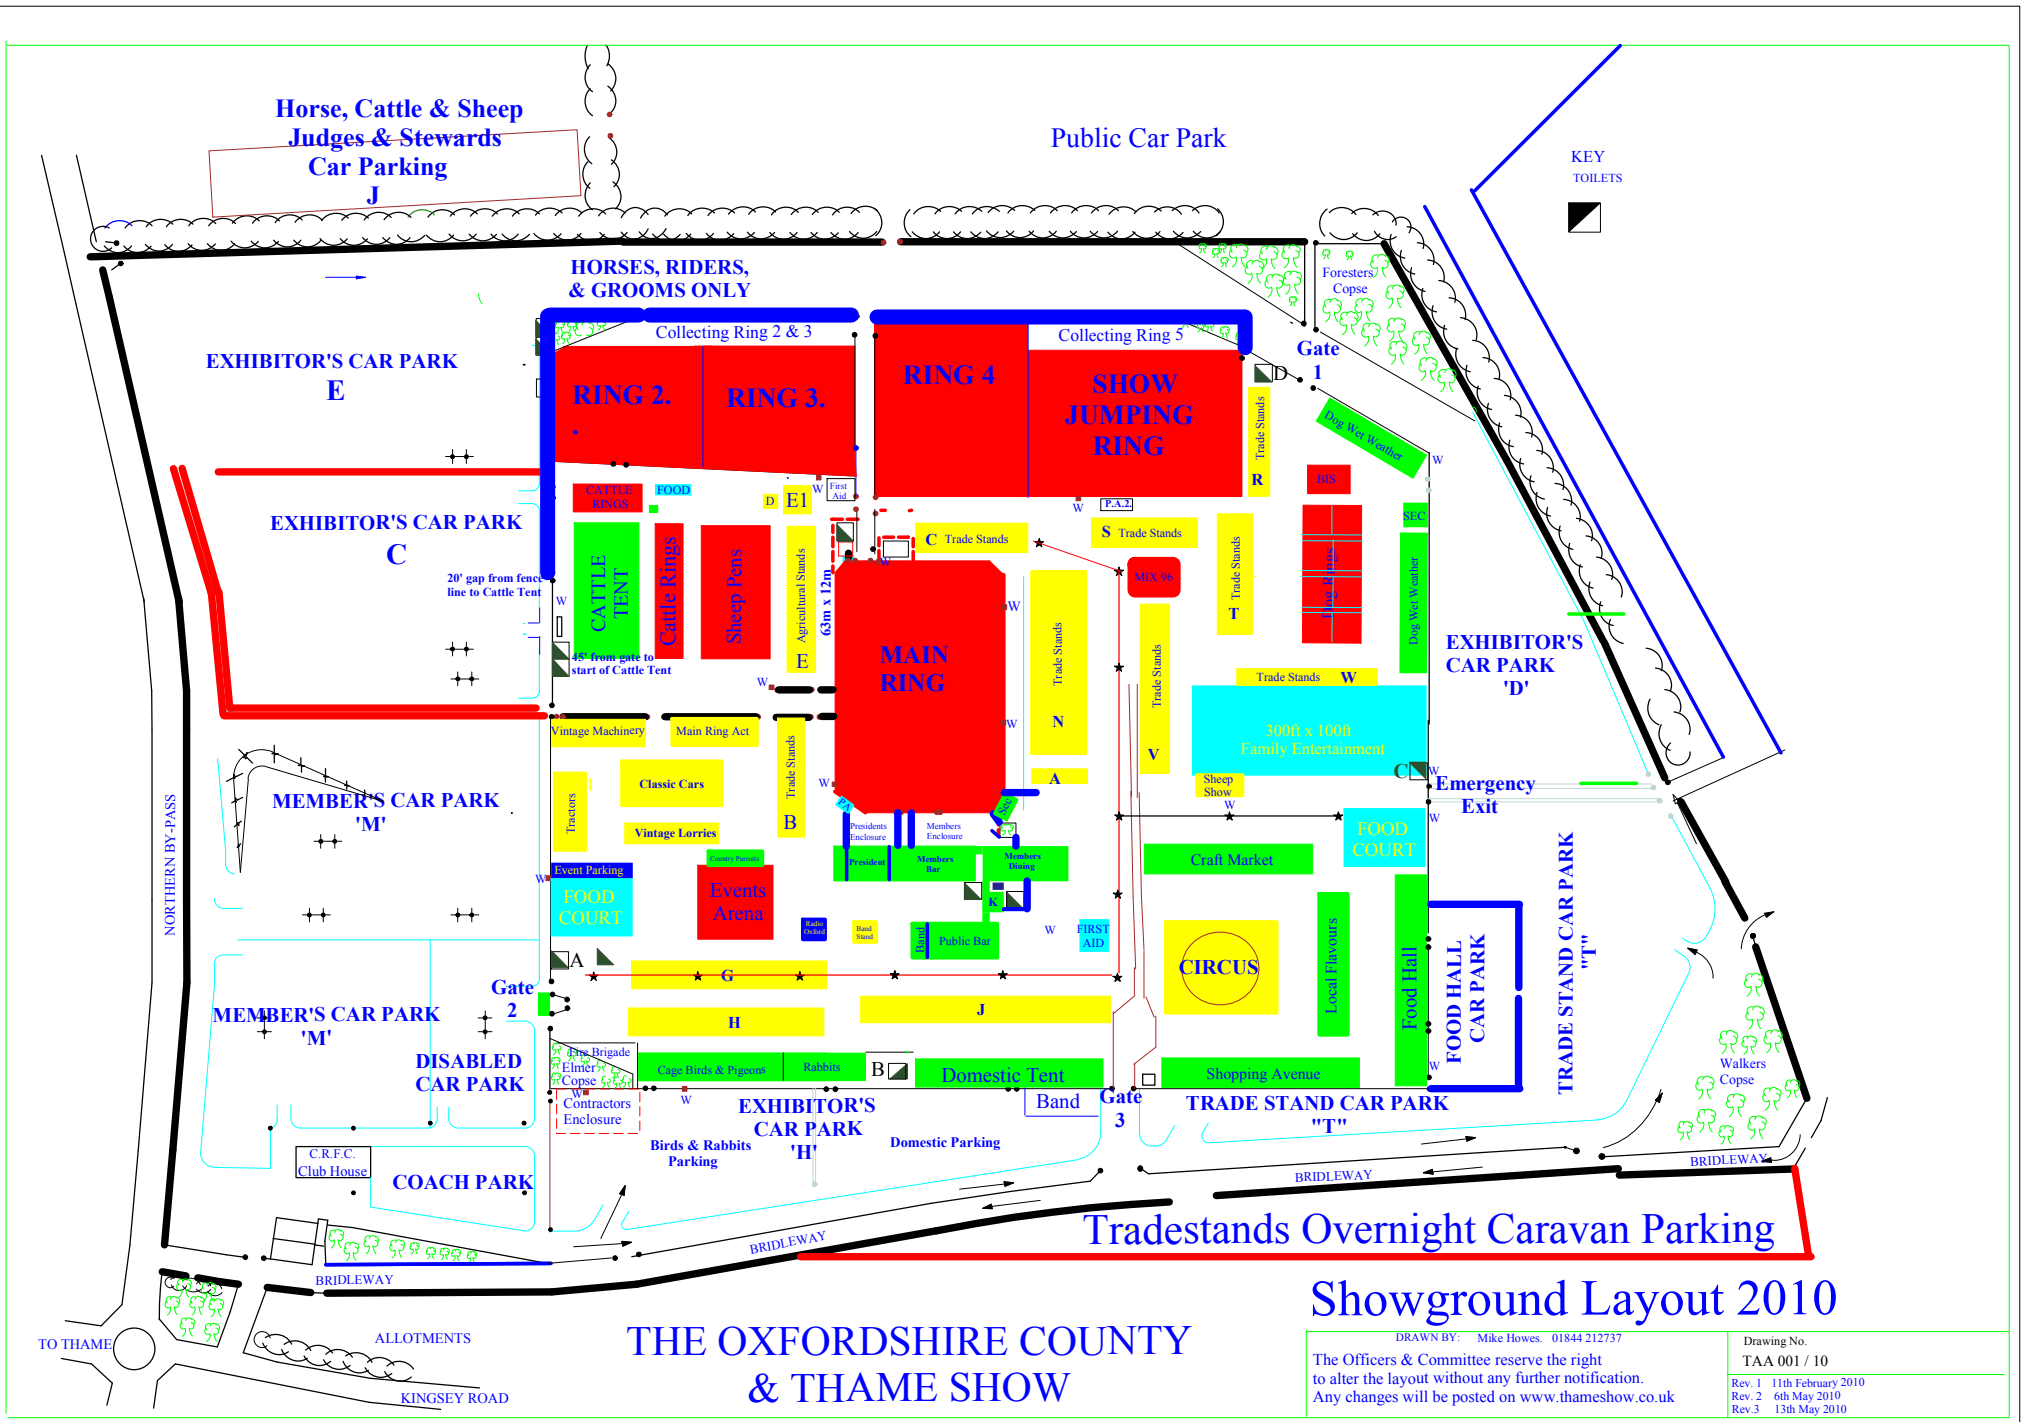 Horse, Cattle & Sheep
Judges & Stewards
Car Parking
J
Public Car Park
KEY
TOILETS
HORSES, RIDERS,
& GROOMS ONLY
Foresters
Copse
Collecting Ring 2 & 3
Collecting Ring 5
Gate
1
EXHIBITOR'S CAR PARK
E
RING 2.
RING 3.
RING 4
SHOW
JUMPING
RING
D
Trade Stands
R
Dog Wet Weather
W
BIS
CATTLE
RINGS
FOOD
D
E1
W
First
Aid
W
P.A.2.
SEC
EXHIBITOR'S CAR PARK
C
20' gap from fence
line to Cattle Tent
W
CATTLE
TENT
Cattle Rings
Sheep Pens
Agricultural Stands
E
63m x 12m
W
C Trade Stands
S Trade Stands
Trade Stands
T
MIX 96
Dog Rings
Dog Wet Weather
45' from gate to
start of Cattle Tent
W
MAIN
RING
W
W
Trade Stands
N
A
Trade Stands
V
Trade Stands W
300ft x 100ft
Family Entertainment
Sheep
Show
W
C
W
EXHIBITOR'S
CAR PARK
'D'
Emergency
Exit
W
Vintage Machinery
Main Ring Act
Trade Stands
B
Tractors
Classic Cars
Vintage Lorries
W
PA
Sec
Presidents
Enclosure
Members
Enclosure
President
Members
Bar
Members
Dining
K
MEMBER'S CAR PARK
'M'
NORTHERN BY-PASS
Event Parking
W
FOOD
COURT
Country Pursuits
Events
Arena
Radio
Oxford
Band
Stand
Band
Public Bar
W
FIRST
AID
Craft Market
FOOD
COURT
CIRCUS
Local Flavours
Food Hall
W
FOOD HALL
CAR PARK
TRADE STAND CAR PARK
"T"
A
Gate
2
G
H
J
MEMBER'S CAR PARK
'M'
DISABLED
CAR PARK
Fire Brigade
Elmer
Copse
W
Cage Birds & Pigeons
Rabbits
B
Domestic Tent
Shopping Avenue
Walkers
Copse
Contractors
Enclosure
W
EXHIBITOR'S
CAR PARK
'H'
Band
Gate
3
TRADE STAND CAR PARK
"T"
Birds & Rabbits
Parking
Domestic Parking
C.R.F.C.
Club House
COACH PARK
BRIDLEWAY
BRIDLEWAY
BRIDLEWAY
BRIDLEWAY
Tradestands Overnight Caravan Parking
Showground Layout 2010
TO THAME
ALLOTMENTS
KINGSEY ROAD
THE OXFORDSHIRE COUNTY
& THAME SHOW
DRAWN BY: Mike Howes. 01844 212737
The Officers & Committee reserve the right
to alter the layout without any further notification.
Any changes will be posted on www.thameshow.co.uk
Drawing No.
TAA 001 / 10
Rev. 1 11th February 2010
Rev. 2 6th May 2010
Rev.3 13th May 2010